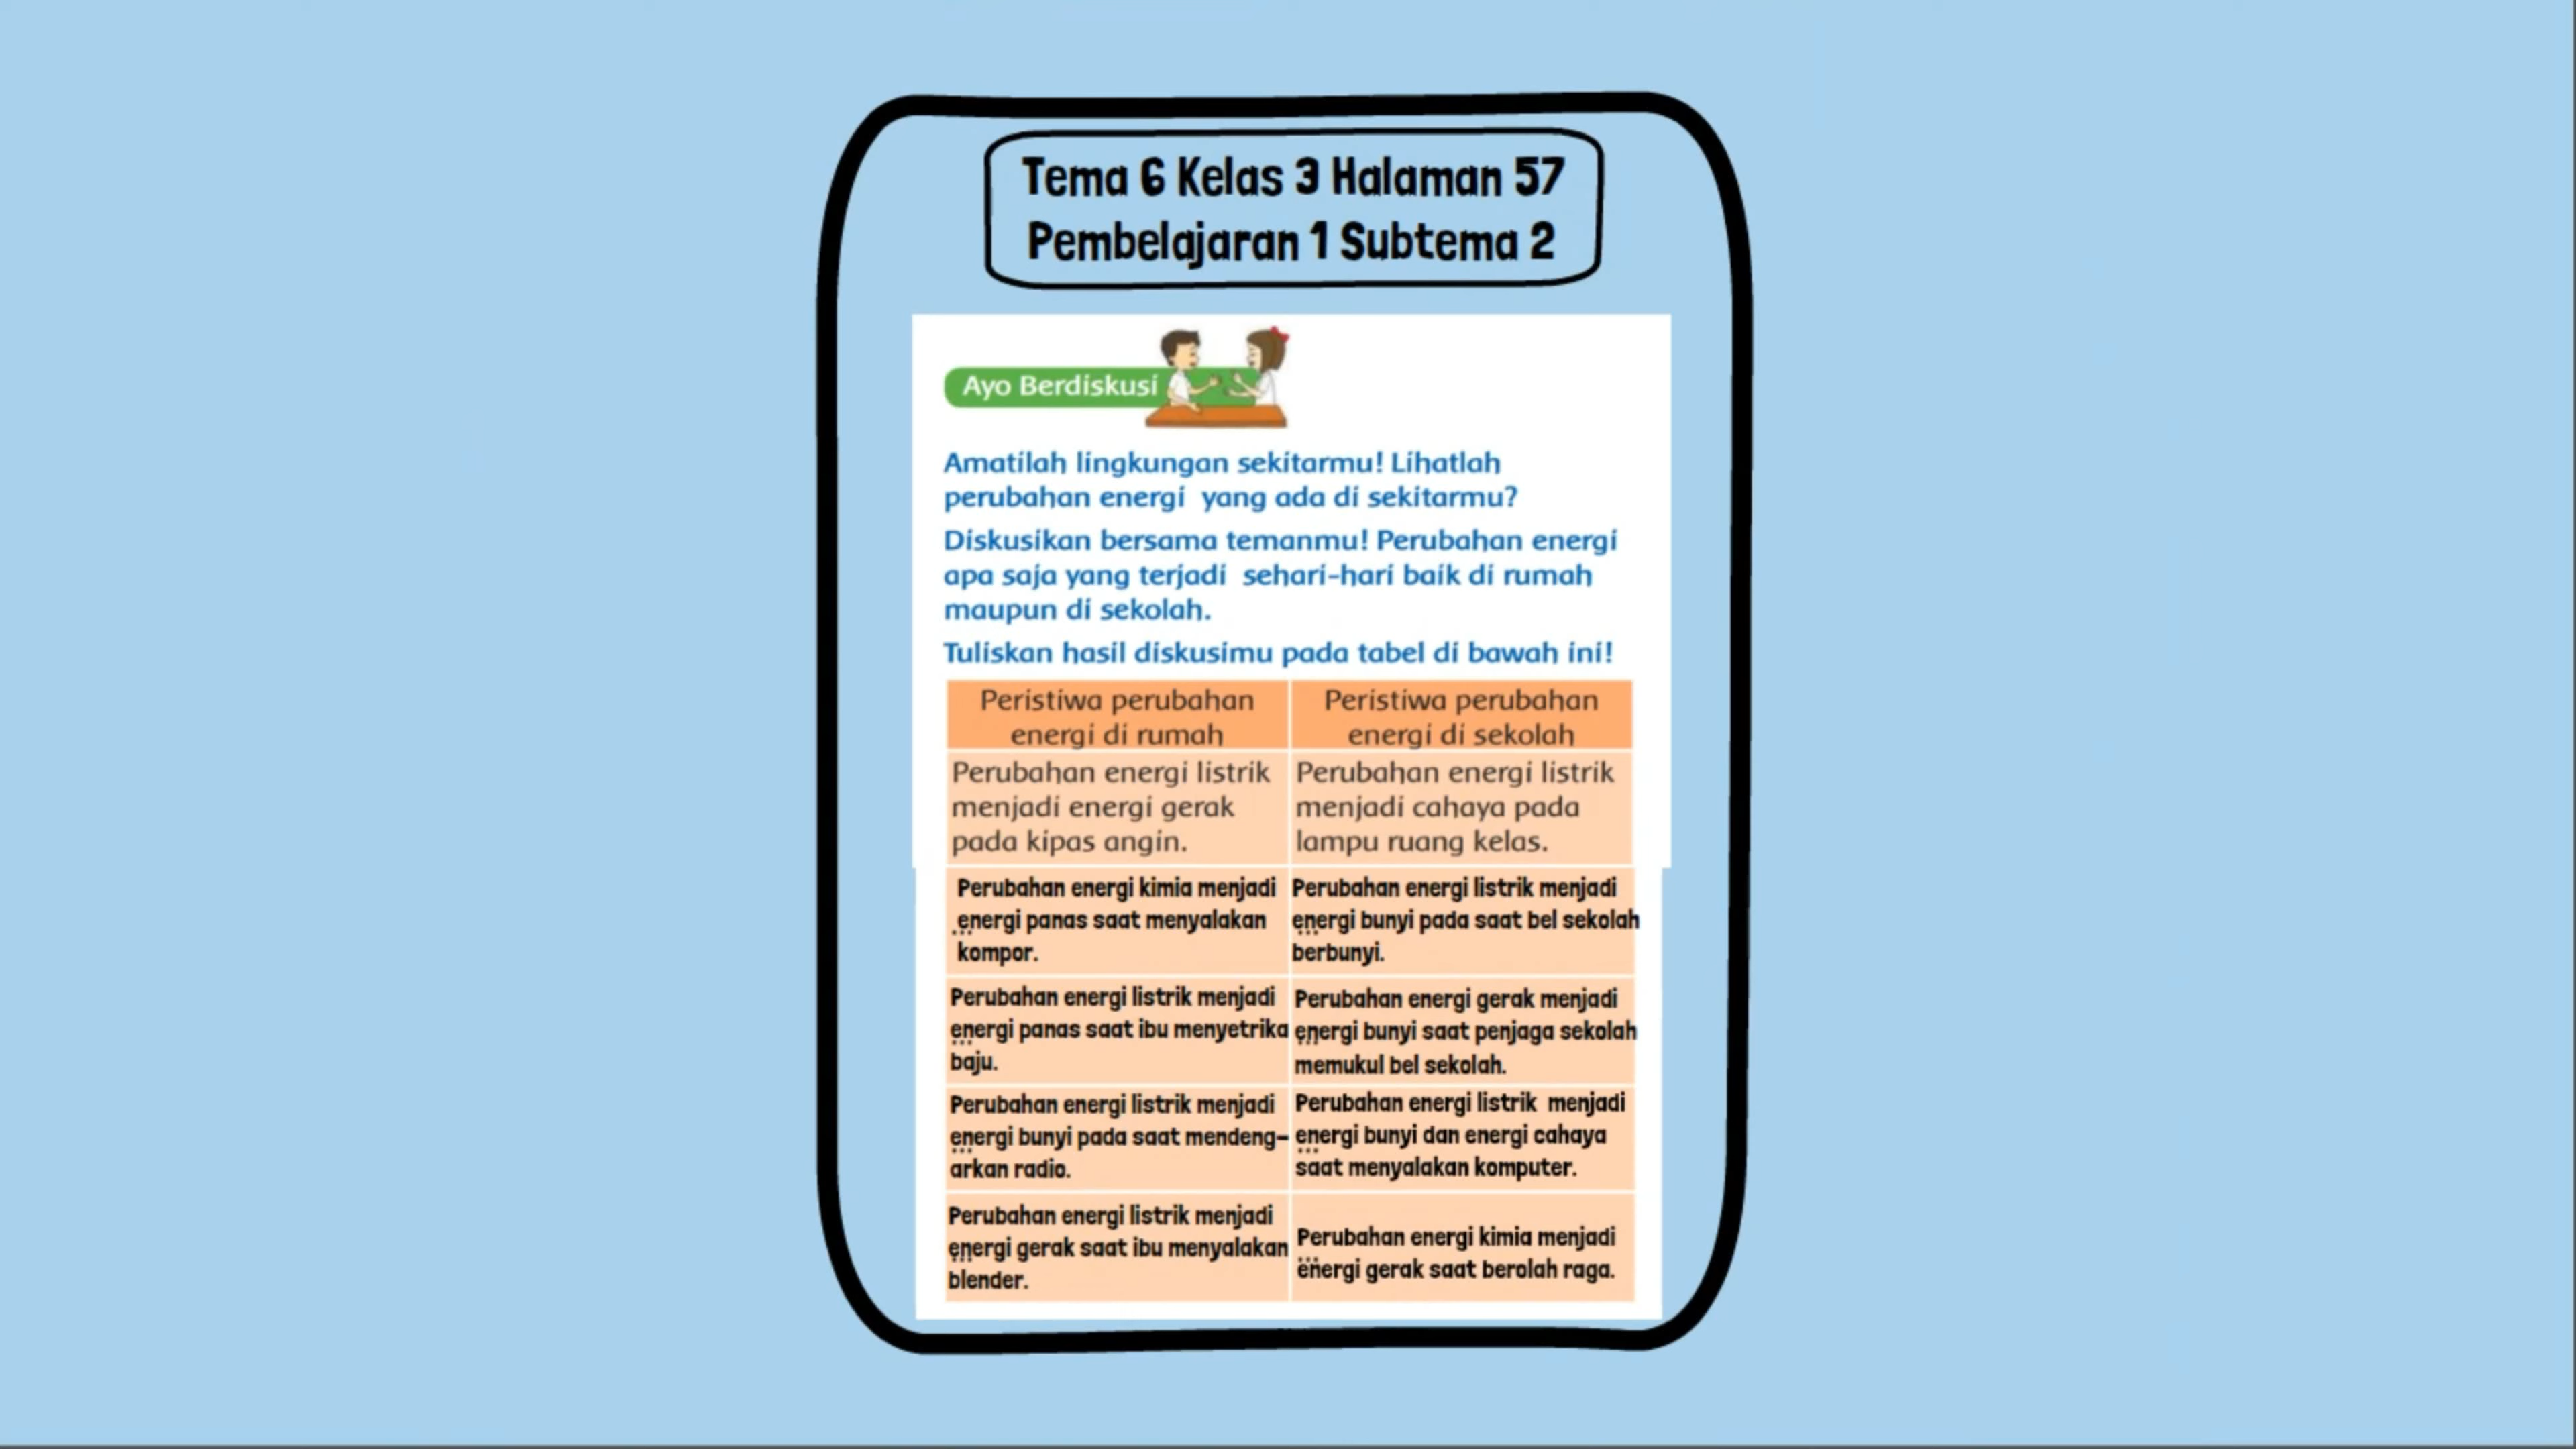 Tema 6 Kelas 3 Halaman 57
Pembelajaran 1 Subtema 2
Ayo Berdiskusi
Amatilah lingkungan sekitarmu! Lihatlah
perubahan energi yang ada di sekitarmu?
Diskusikan bersama temanmu! Perubahan energi
apa saja yang terjadi sehari-hari baik di rumah
maupun di sekolah.
Tuliskan hasil diskusimu pada tabel di bawah ini!
Peristiwa perubahan
energi di rumah
Peristiwa perubahan
energi di sekolah
Perubahan energi listrik
menjadi energi gerak
pada kipas angin.
Perubahan energi listrik
menjadi cahaya pada
lampu ruang kelas.
Perubahan energi kimia menjadi
energi panas saat menyalakan
kompor.
Perubahan energi listrik menjadi
energi bunyi pada saat bel sekolah
berbunyi.
Perubahan energi listrik menjadi
energi panas saat ibu menyetrika
baju.
Perubahan energi gerak menjadi
energi bunyi saat penjaga sekolah
memukul bel sekolah.
Perubahan energi listrik menjadi
energi bunyi pada saat mendeng-
arkan radio.
Perubahan energi listrik menjadi
energi bunyi dan energi cahaya
saat menyalakan komputer.
Perubahan energi listrik menjadi
energi gerak saat ibu menyalakan
blender.
Perubahan energi kimia menjadi
energi gerak saat berolah raga.